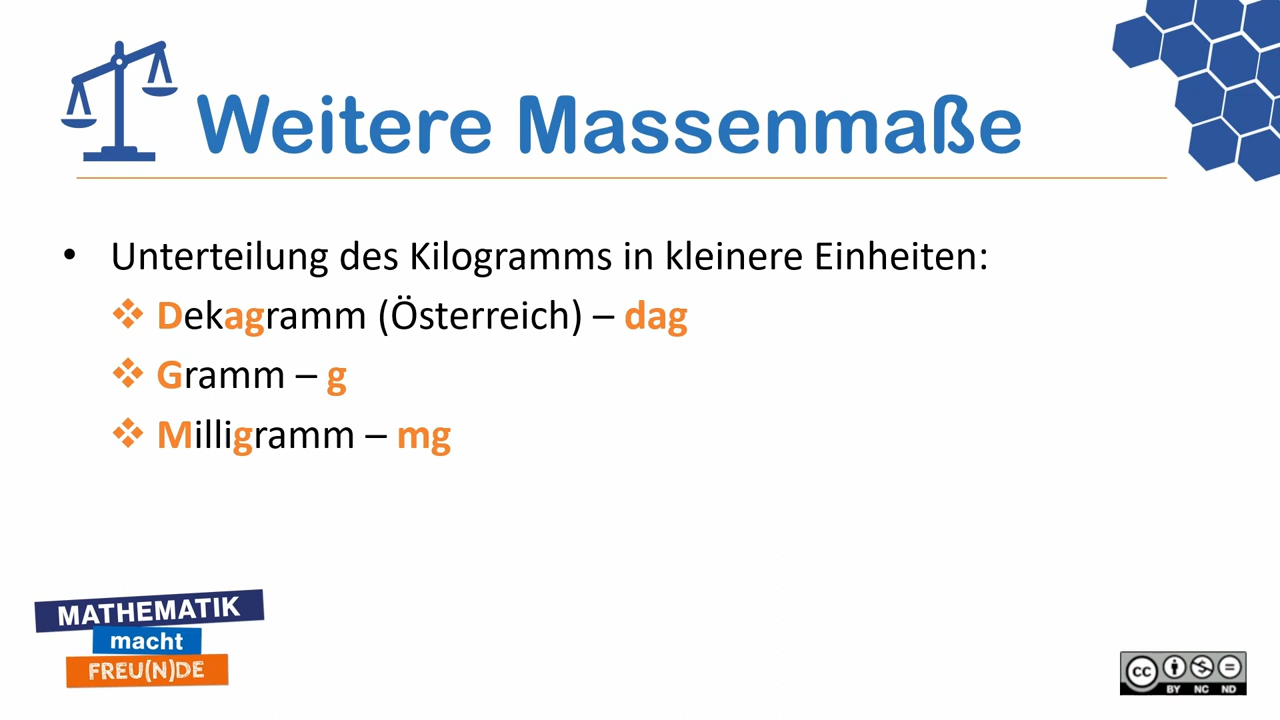 Weitere Massenmaße
• Unterteilung des Kilogramms in kleinere Einheiten:
❖ Dekagramm (Österreich) – dag
❖ Gramm – g
❖ Milligramm – mg
MATHEMATIK
macht
FREU(N)DE
cc
BY NC ND